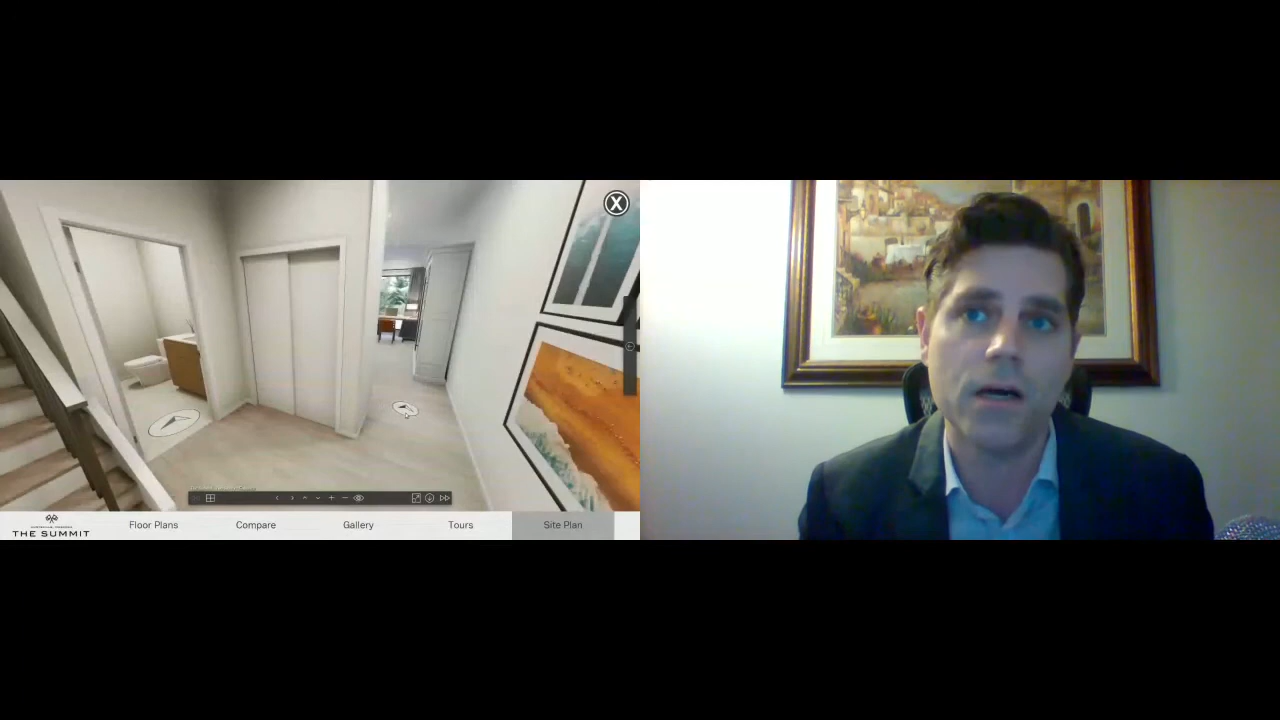 X
Floor Plans
Compare
Gallery
Tours
Site Plan
THE SUMMIT